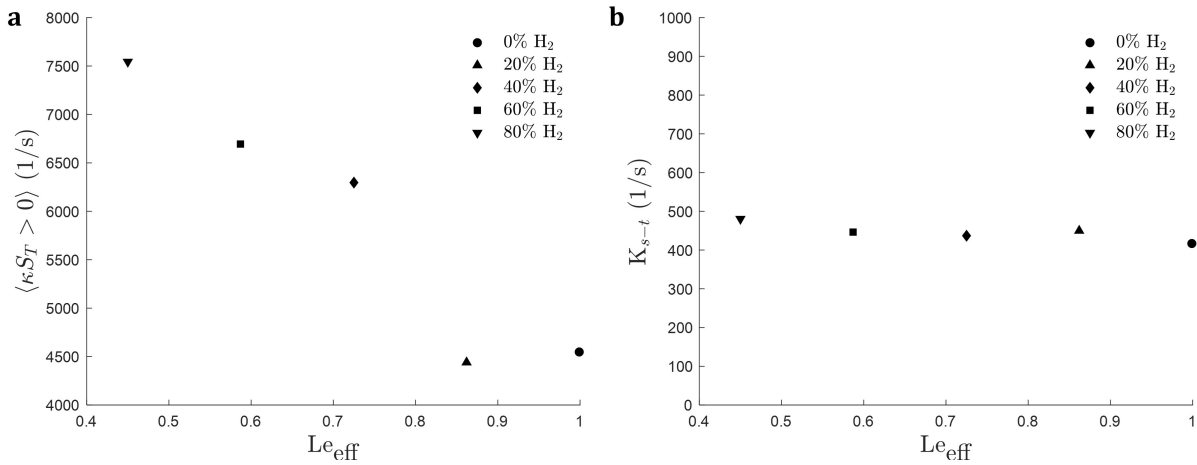 a
8000
7500
7000
6500
6000
5500
5000
4500
4000
⟨κS_T > 0⟩ (1/s)
0.4 0.5 0.6 0.7 0.8 0.9 1
Le_eff
0% H₂
20% H₂
40% H₂
60% H₂
80% H₂
b
1000
900
800
700
600
500
400
300
200
100
0
K_{s−t} (1/s)
0.4 0.5 0.6 0.7 0.8 0.9 1
Le_eff
0% H₂
20% H₂
40% H₂
60% H₂
80% H₂